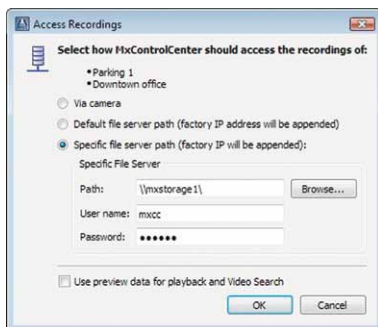 Access Recordings
Select how MxControlCenter should access the recordings of:
•Parking 1
•Downtown office
Via camera
Default file server path (factory IP address will be appended)
Specific file server path (factory IP will be appended):
Specific File Server
Path: \\mxstorage1\ Browse...
User name: mxcc
Password: ••••••
Use preview data for playback and Video Search
OK Cancel